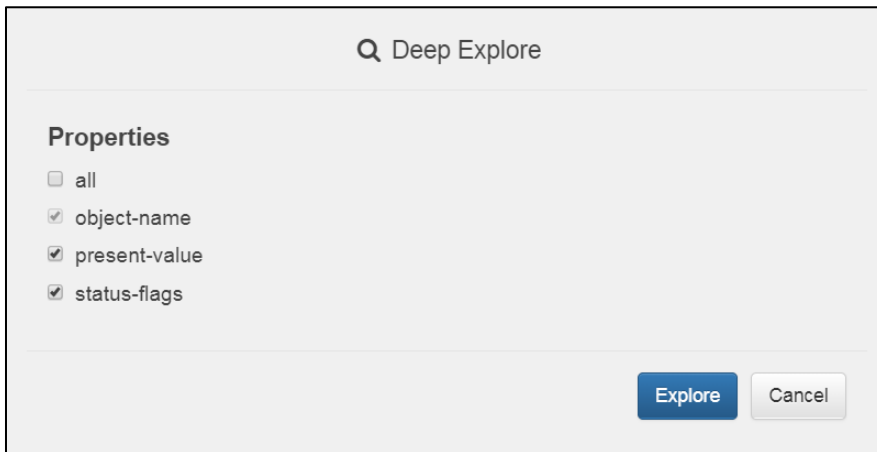 Deep Explore
Properties
all
object-name
present-value
status-flags
Explore Cancel